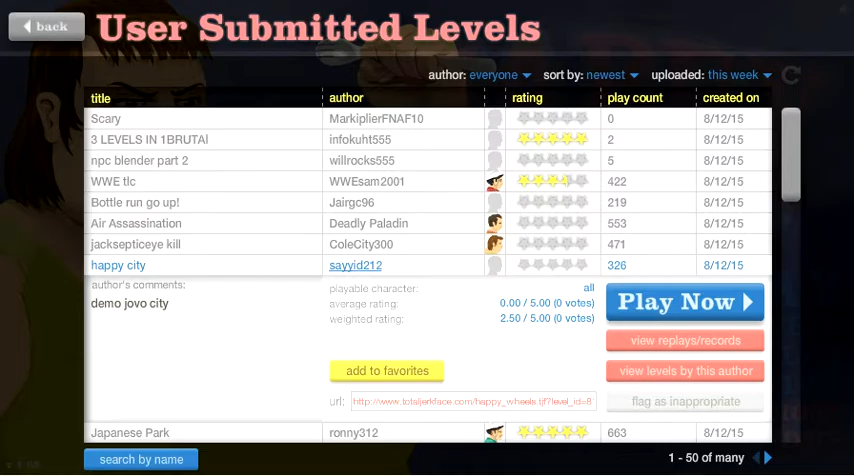 back
User Submitted Levels
author: everyone sort by: newest uploaded: this week
title author rating play count created on
Scary MarkiplierFNAF10 0 8/12/15
3 LEVELS IN 1BRUTAl infokuht555 2 8/12/15
npc blender part 2 willrocks555 5 8/12/15
WWE tlc WWEsam2001 422 8/12/15
Bottle run go up! Jairgc96 219 8/12/15
Air Assassination Deadly Paladin 553 8/12/15
jacksepticeye kill ColeCity300 471 8/12/15
happy city sayyid212 326 8/12/15
author's comments:
demo jovo city
playable character: all
average rating: 0.00 / 5.00 (0 votes)
weighted rating: 2.50 / 5.00 (0 votes)
Play Now
view replays/records
add to favorites
view levels by this author
url: http://www.totaljerkface.com/happy_wheels.tjf?level_id=8
flag as inappropriate
Japanese Park ronny312 663 8/12/15
search by name
1 - 50 of many